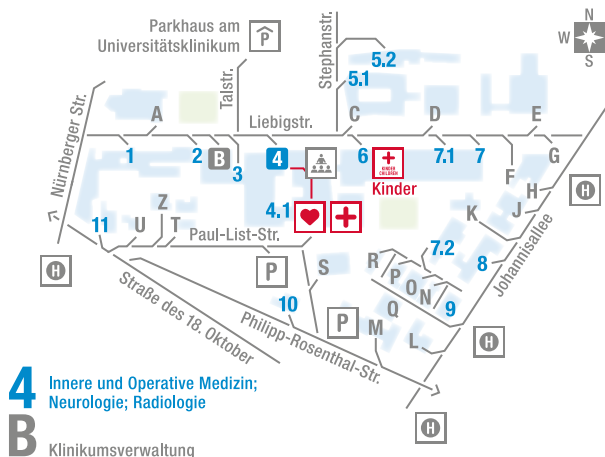 N
W
S
Parkhaus am
Universitätsklinikum
P
Stephanstr.
5.2
5.1
Talstr.
Nürnberger Str.
A
Liebigstr.
C
D
E
1
2
B
3
4
6
KINDER
CHILDREN
Kinder
7.1
7
F
G
H
H
J
K
4.1
11
U
Z
T
Paul-List-Str.
P
S
H
R
P
O
N
7.2
8
9
Johannisallee
Q
M
L
H
10
P
Straße des 18. Oktober
Philipp-Rosenthal-Str.
H
4 Innere und Operative Medizin;
Neurologie; Radiologie
B Klinikumsverwaltung